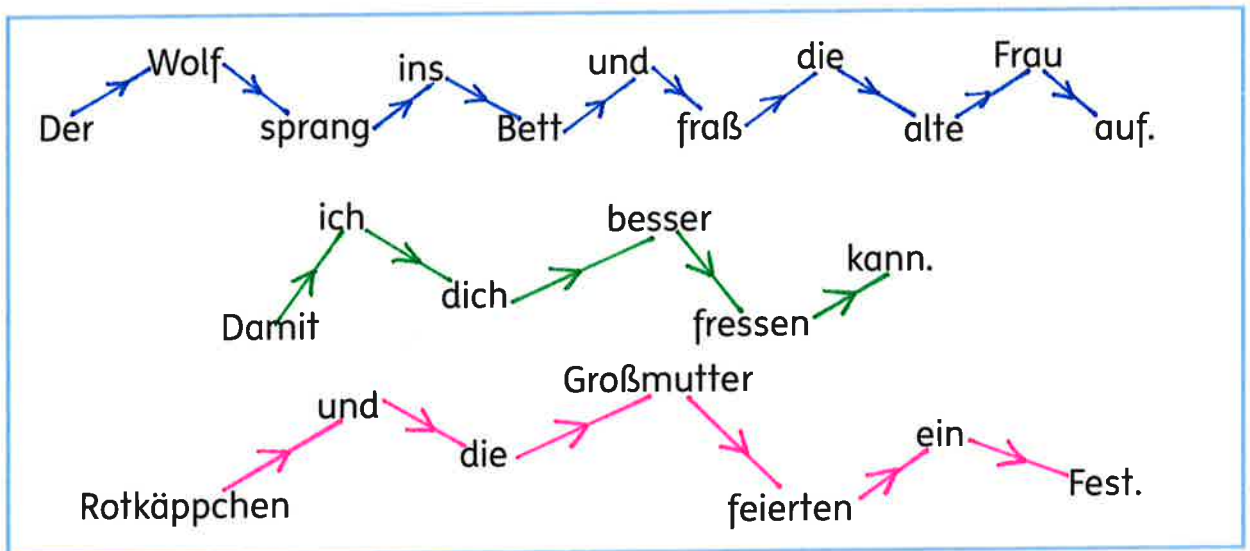 Der Wolf sprang ins Bett und fraß die alte Frau auf.
Damit ich dich besser fressen kann.
Rotkäppchen und die Großmutter feierten ein Fest.